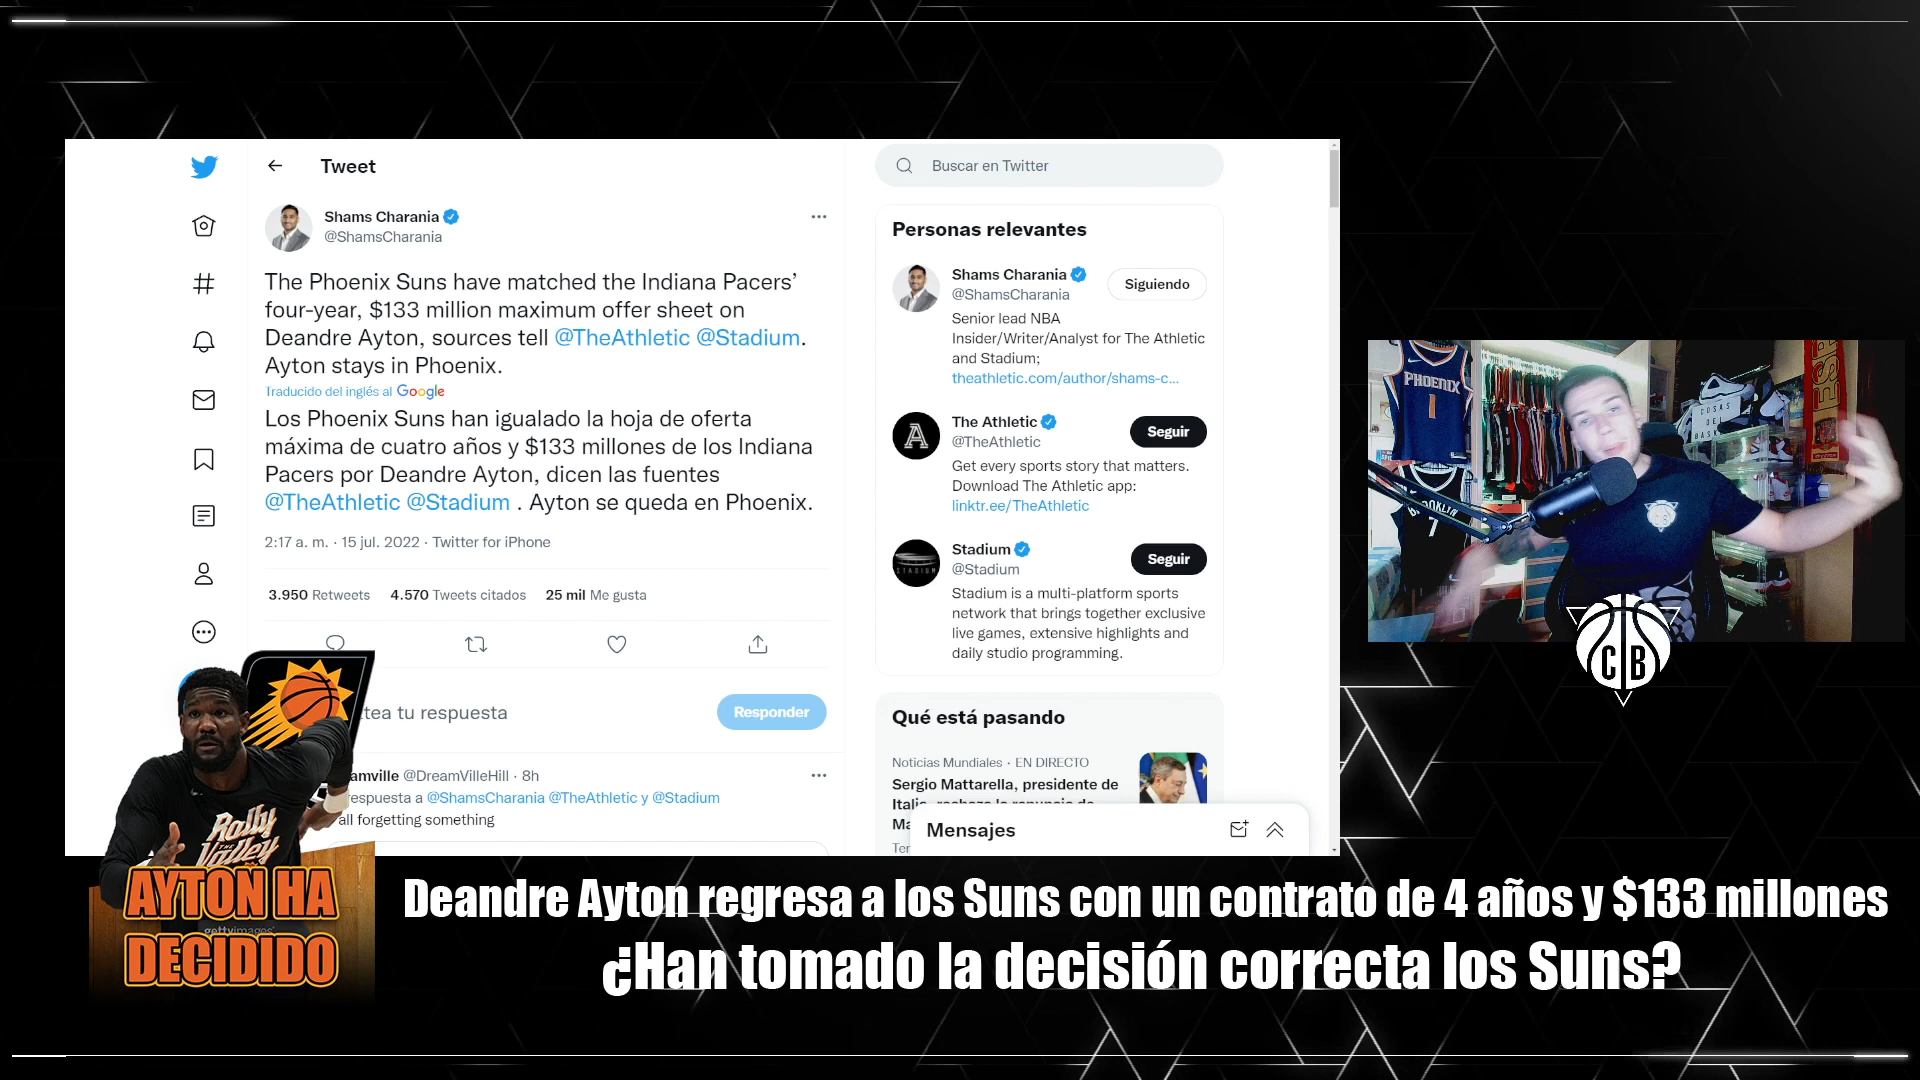 Tweet
Shams Charania
@ShamsCharania
The Phoenix Suns have matched the Indiana Pacers’
four-year, $133 million maximum offer sheet on
Deandre Ayton, sources tell @TheAthletic @Stadium.
Ayton stays in Phoenix.
Traducido del inglés al Google
Los Phoenix Suns han igualado la hoja de oferta
máxima de cuatro años y $133 millones de los Indiana
Pacers por Deandre Ayton, dicen las fuentes
@TheAthletic @Stadium . Ayton se queda en Phoenix.
2:17 a. m. · 15 jul. 2022 · Twitter for iPhone
3.950 Retweets 4.570 Tweets citados 25 mil Me gusta
tea tu respuesta
Responder
amville @DreamVilleHill · 8h
respuesta a @ShamsCharania @TheAthletic y @Stadium
all forgetting something
Buscar en Twitter
Personas relevantes
Shams Charania
@ShamsCharania
Siguiendo
Senior lead NBA
Insider/Writer/Analyst for The Athletic
and Stadium;
theathletic.com/author/shams-c...
The Athletic
@TheAthletic
Seguir
Get every sports story that matters.
Download The Athletic app:
linktr.ee/TheAthletic
Stadium
@Stadium
Seguir
STADIUM
Stadium is a multi-platform sports
network that brings together exclusive
live games, extensive highlights and
daily studio programming.
Qué está pasando
Noticias Mundiales · EN DIRECTO
Sergio Mattarella, presidente de
Mensajes
PHOENIX
1
BROOKLYN
7
COSAS
DEL
ESP
C B
Rally
THE
Valley
AYTON HA
gettyimages
DECIDIDO
Deandre Ayton regresa a los Suns con un contrato de 4 años y $133 millones
¿Han tomado la decisión correcta los Suns?